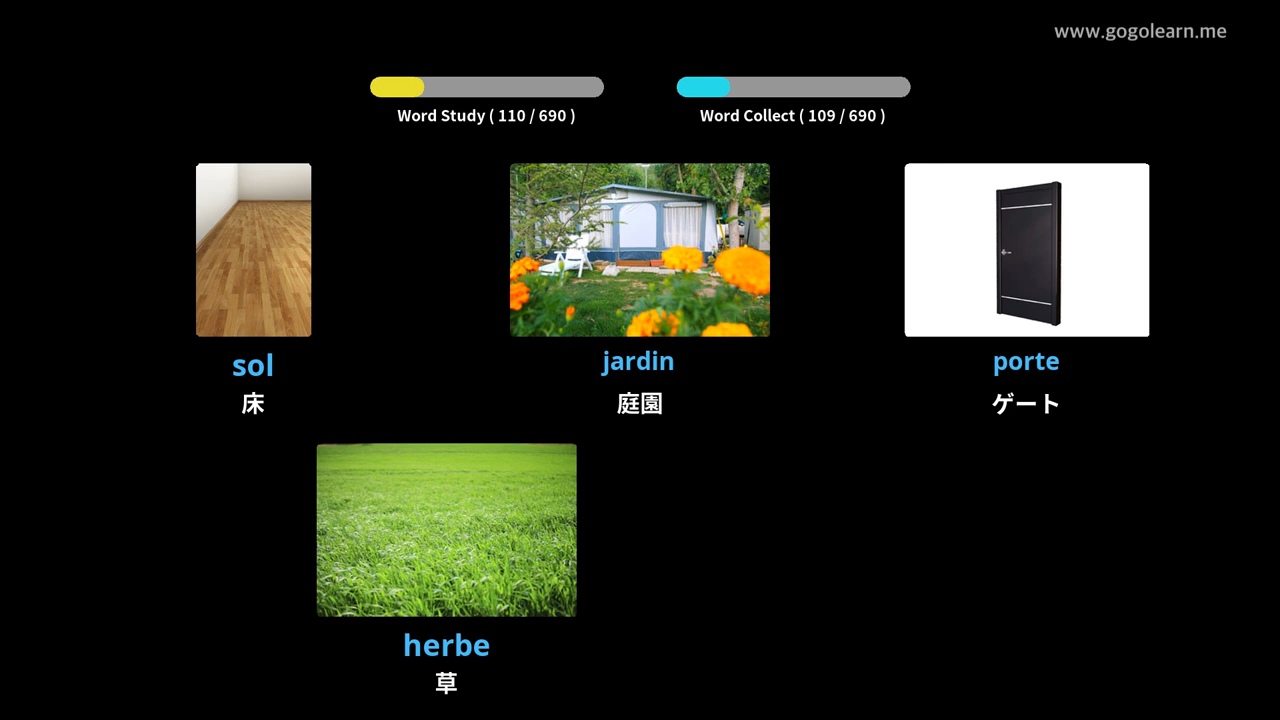 www.gogolearn.me
Word Study ( 110 / 690 )
Word Collect ( 109 / 690 )
sol
床
jardin
庭園
porte
ゲート
herbe
草